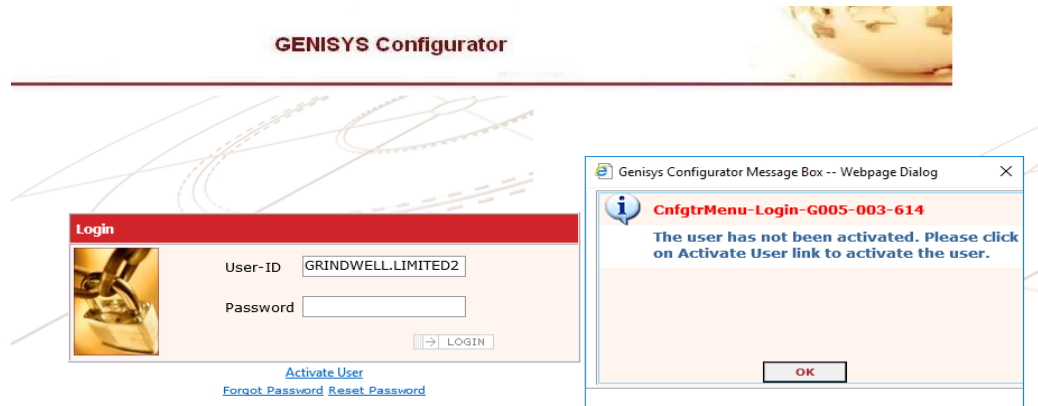 GENISYS Configurator
Login
User-ID GRINDWELL.LIMITED2
Password
LOGIN
Activate User
Forgot Password Reset Password
Genisys Configurator Message Box -- Webpage Dialog
CnfgtrMenu-Login-G005-003-614
The user has not been activated. Please click
on Activate User link to activate the user.
OK